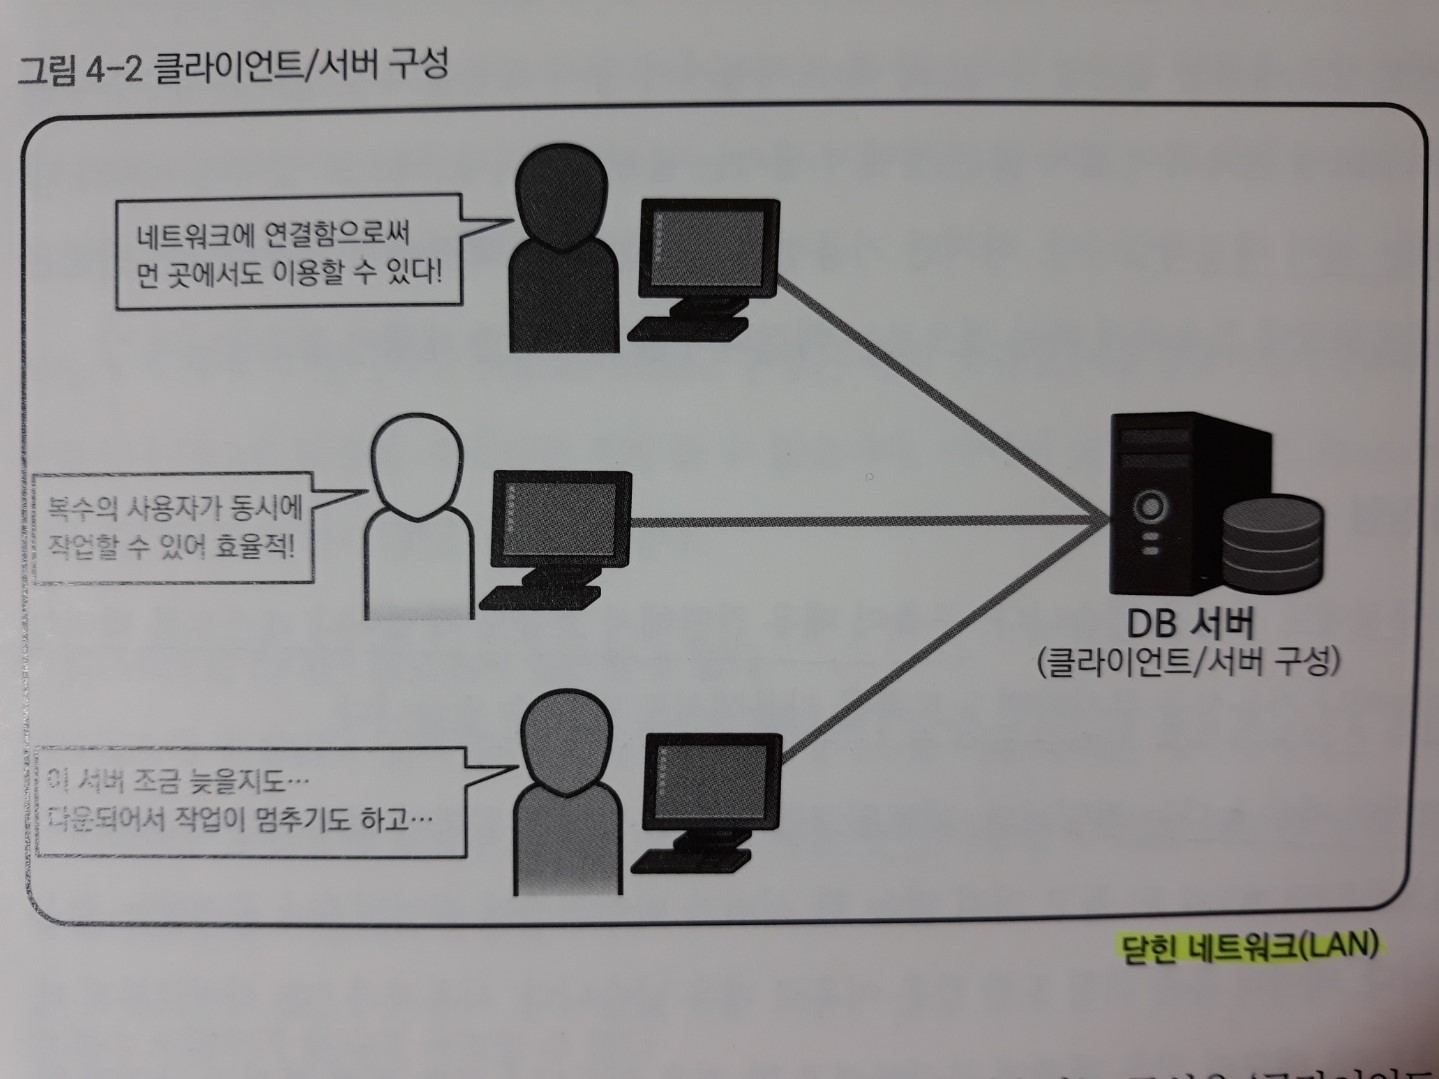 그림 4-2 클라이언트/서버 구성
네트워크에 연결함으로써
먼 곳에서도 이용할 수 있다!
복수의 사용자가 동시에
작업할 수 있어 효율적!
이 서버 조금 늦을지도…
다운되어서 작업이 멈추기도 하고…
DB 서버
(클라이언트/서버 구성)
닫힌 네트워크(LAN)